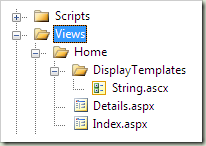 Scripts
Views
Home
DisplayTemplates
String.ascx
Details.aspx
Index.aspx